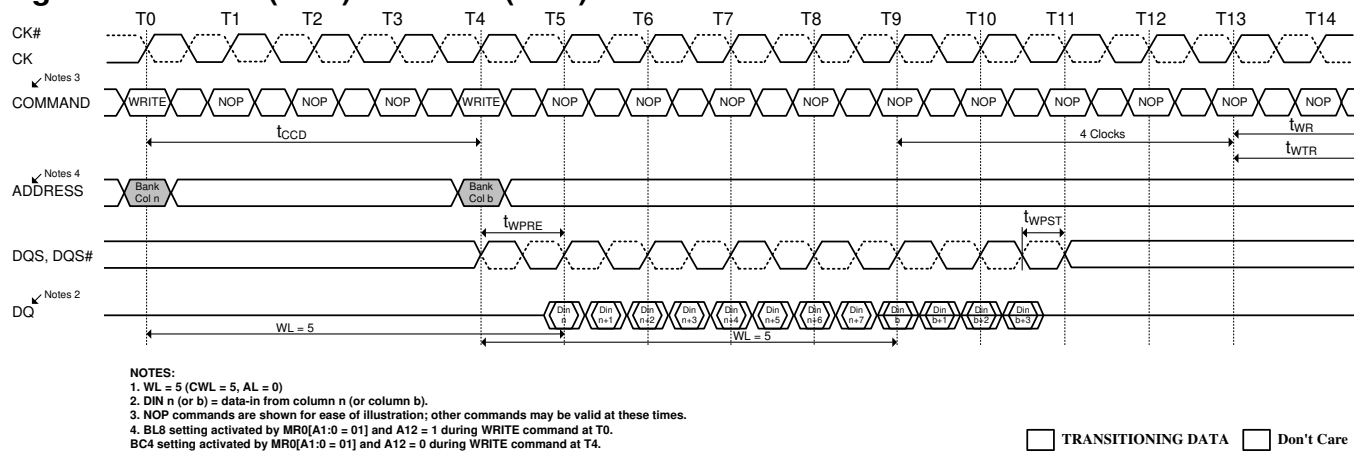 T0 T1 T2 T3 T4 T5 T6 T7 T8 T9 T10 T11 T12 T13 T14
CK#
CK
Notes 3
COMMAND WRITE NOP NOP NOP WRITE NOP NOP NOP NOP NOP NOP NOP NOP NOP NOP
tCCD 4 Clocks tWR
tWTR
Notes 4
ADDRESS Bank Col n Bank Col b
tWPRE tWPST
DQS, DQS#
Notes 2
DQ Din n Din n+1 Din n+2 Din n+3 Din n+4 Din n+5 Din n+6 Din n+7 Din b Din b+1 Din b+2 Din b+3
WL = 5 WL = 5
NOTES:
1. WL = 5 (CWL = 5, AL = 0)
2. DIN n (or b) = data-in from column n (or column b).
3. NOP commands are shown for ease of illustration; other commands may be valid at these times.
4. BL8 setting activated by MR0[A1:0 = 01] and A12 = 1 during WRITE command at T0.
BC4 setting activated by MR0[A1:0 = 01] and A12 = 0 during WRITE command at T4.
TRANSITIONING DATA Don't Care